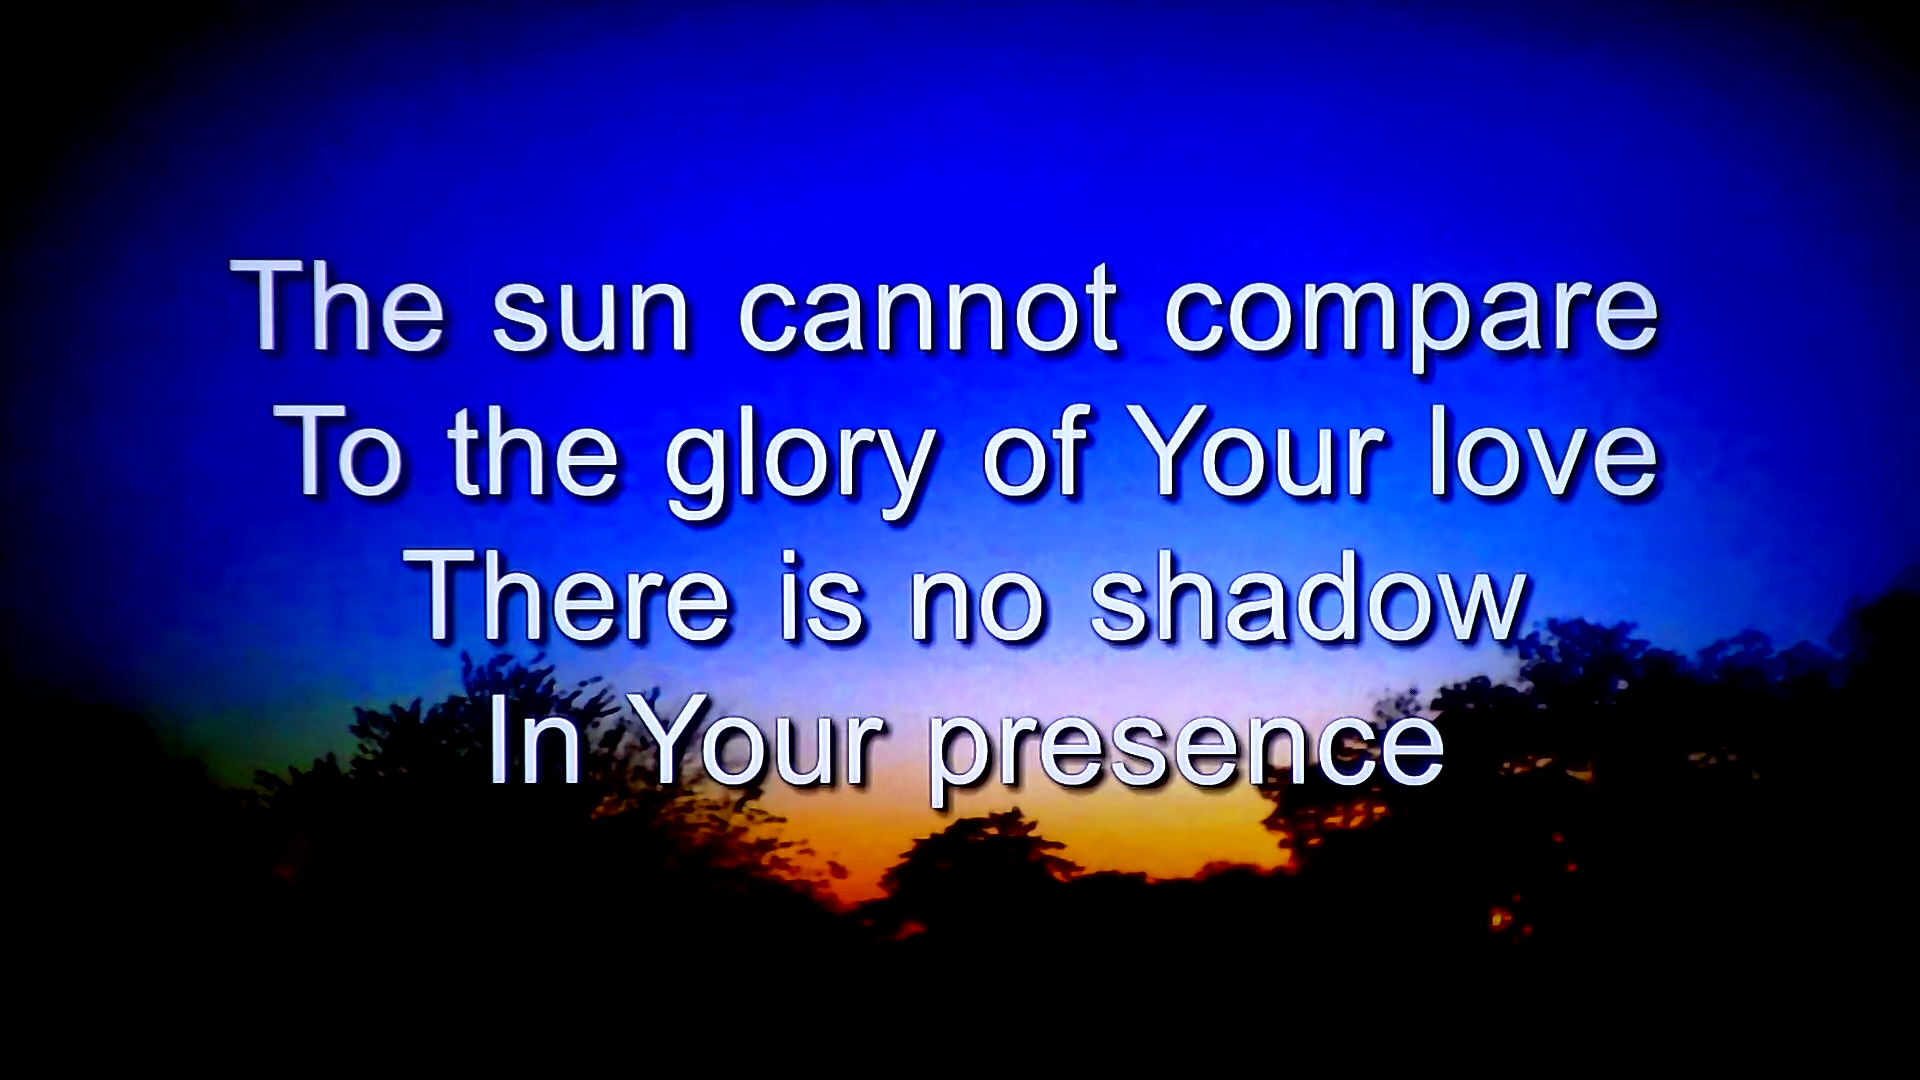 The sun cannot compare
To the glory of Your love
There is no shadow
In Your presence